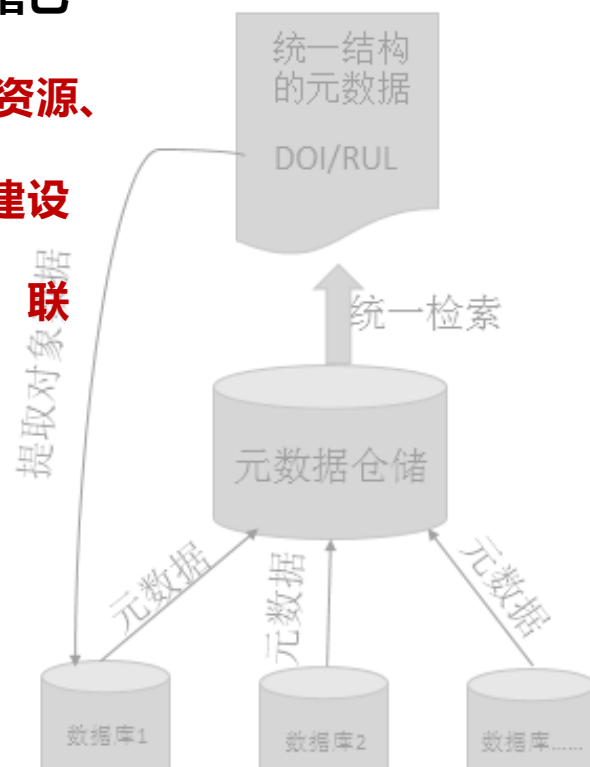 统一结构
的元数据
DOI/RUL
资源、
建设
联
统一检索
提取对象数据
元数据仓储
元数据
元数据
元数据
数据库1
数据库2
数据库……